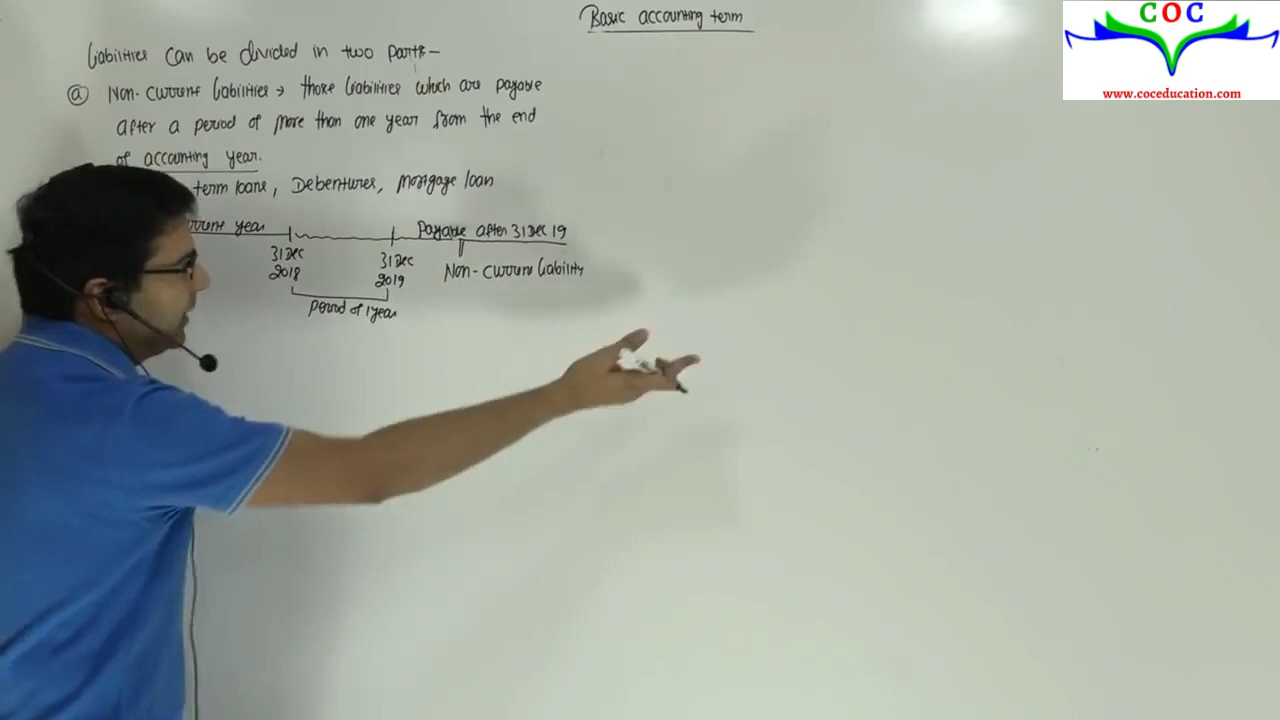 Basic accounting term
COC
www.coceducation.com
Liabilities can be divided in two parts -
(a) Non-current liabilities → those liabilities which are payable
after a period of more than one year from the end
of accounting year.
term loans, Debentures, Mortgage loan
year
Payable after 31 Dec 19
31 Dec
2018
31 Dec
2019
Non-current liability
Period of 1 year